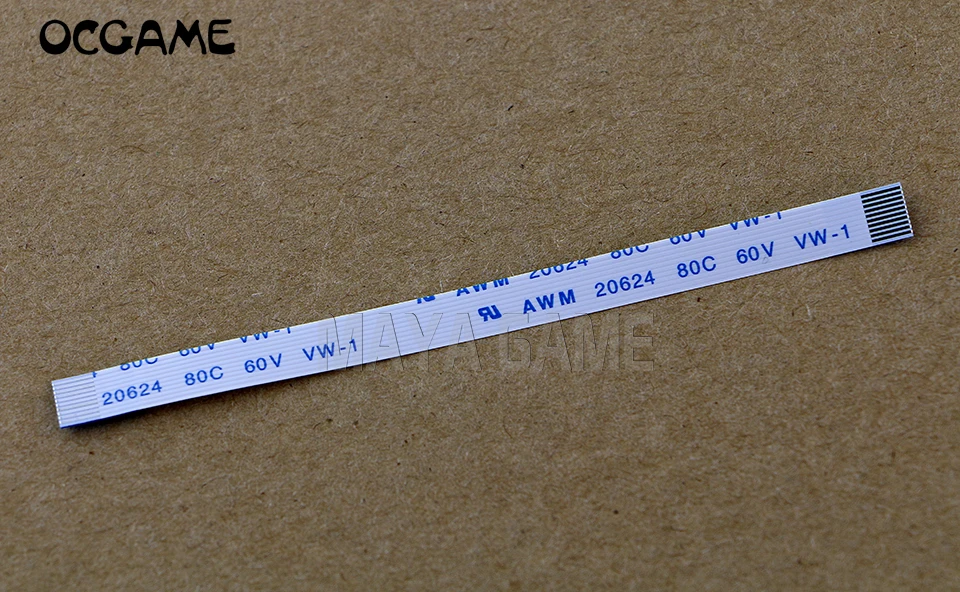 OCGAME
20624 80C 60V VW-1
AWM 20624 80C 60V VW-1
80C 60V VW-1
AWM 20624 80C 60V VW-1
MAYA GAME